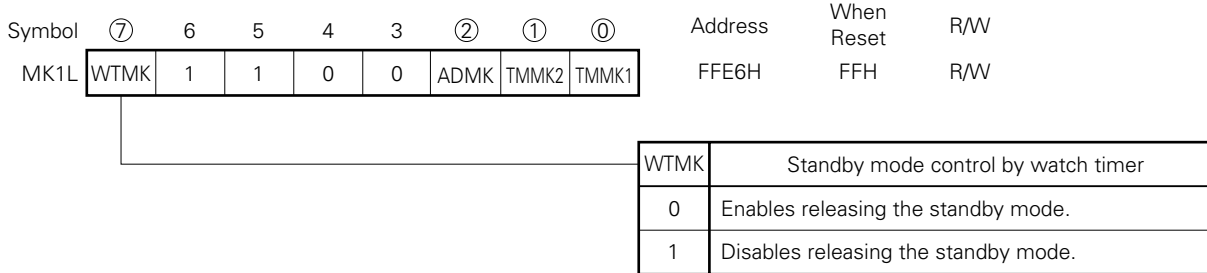 Symbol ⑦ 6 5 4 3 ② ① ⓪ Address When Reset R/W
MK1L WTMK 1 1 0 0 ADMK TMMK2 TMMK1 FFE6H FFH R/W
WTMK Standby mode control by watch timer
0 Enables releasing the standby mode.
1 Disables releasing the standby mode.